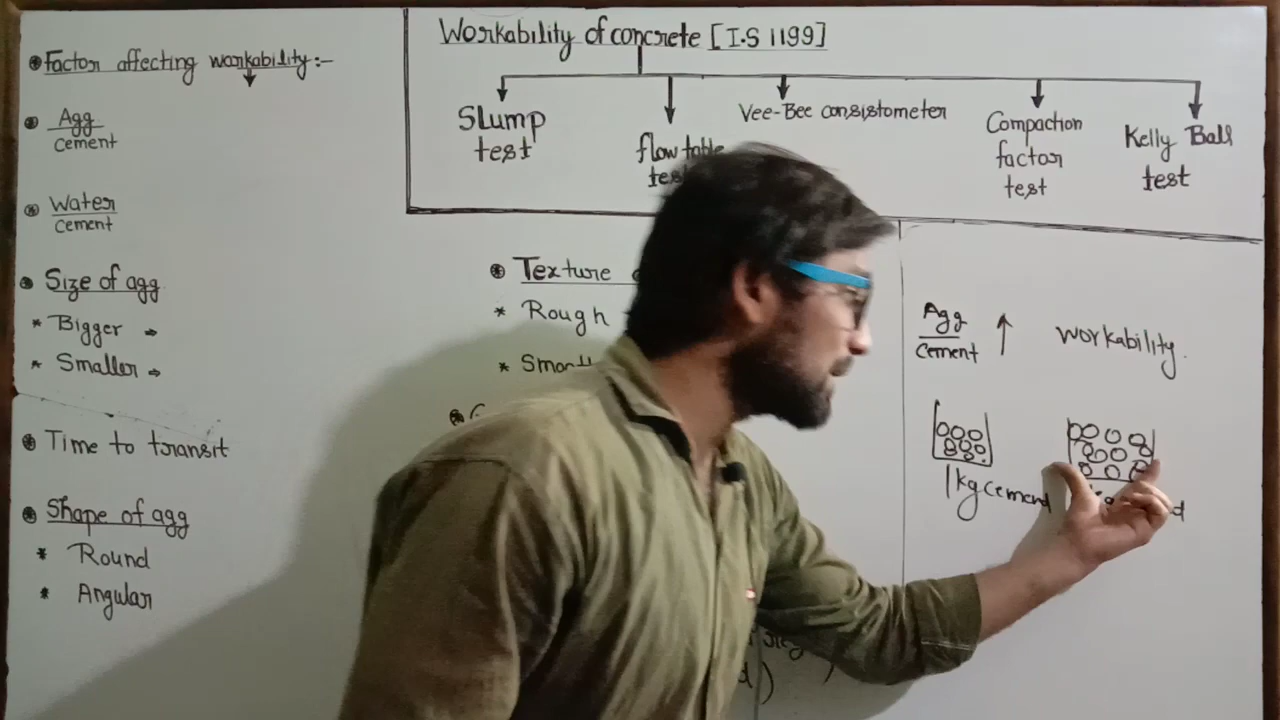 Workability of concrete [I.S 1199]
Slump
test
flow table
Vee-Bee consistometer
Compaction
factor
test
Kelly Ball
test
Factor affecting workability:-
Agg
cement
Water
cement
Size of agg
* Bigger ⇒
* Smaller ⇒
Time to transit
Shape of agg
* Round
* Angular
Texture
* Rough
*
Agg
cement ↑ workability.
1kg cement